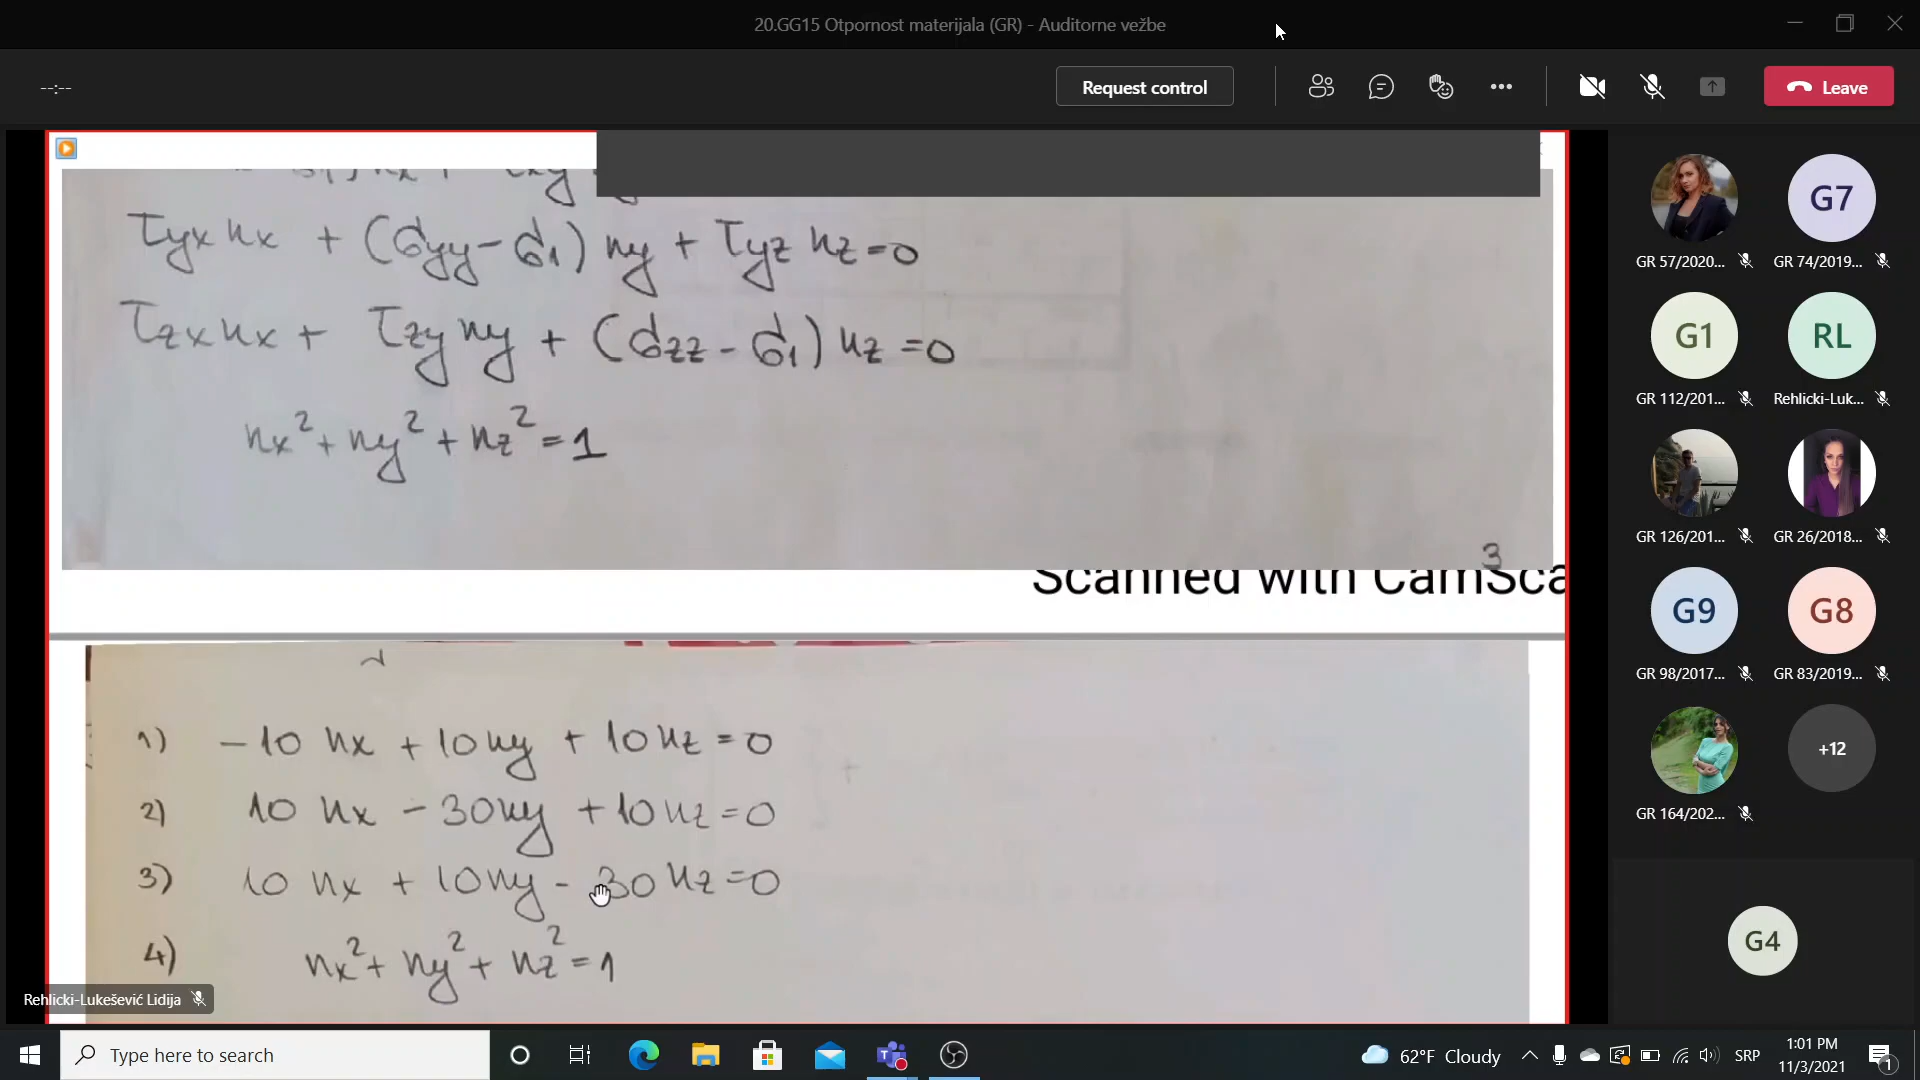 20.GG15 Otpornost materijala (GR) - Auditorne vežbe
--:--
Request control
Leave
τyx nx + (σyy - σ1) ny + τyz nz = 0
τzx nx + τzy ny + (σzz - σ1) nz = 0
nx² + ny² + nz² = 1
3
Scanned with CamSca
1) -10 nx + 10 ny + 10 nz = 0
2) 10 nx - 30 ny + 10 nz = 0
3) 10 nx + 10 ny - 30 nz = 0
4) nx² + ny² + nz² = 1
Rehlicki-Lukešević Lidija
G7
GR 57/2020... GR 74/2019...
G1 RL
GR 112/201... Rehlicki-Luk...
GR 126/201... GR 26/2018...
G9 G8
GR 98/2017... GR 83/2019...
+12
GR 164/202...
G4
Type here to search
62°F Cloudy
SRP
1:01 PM
11/3/2021
1